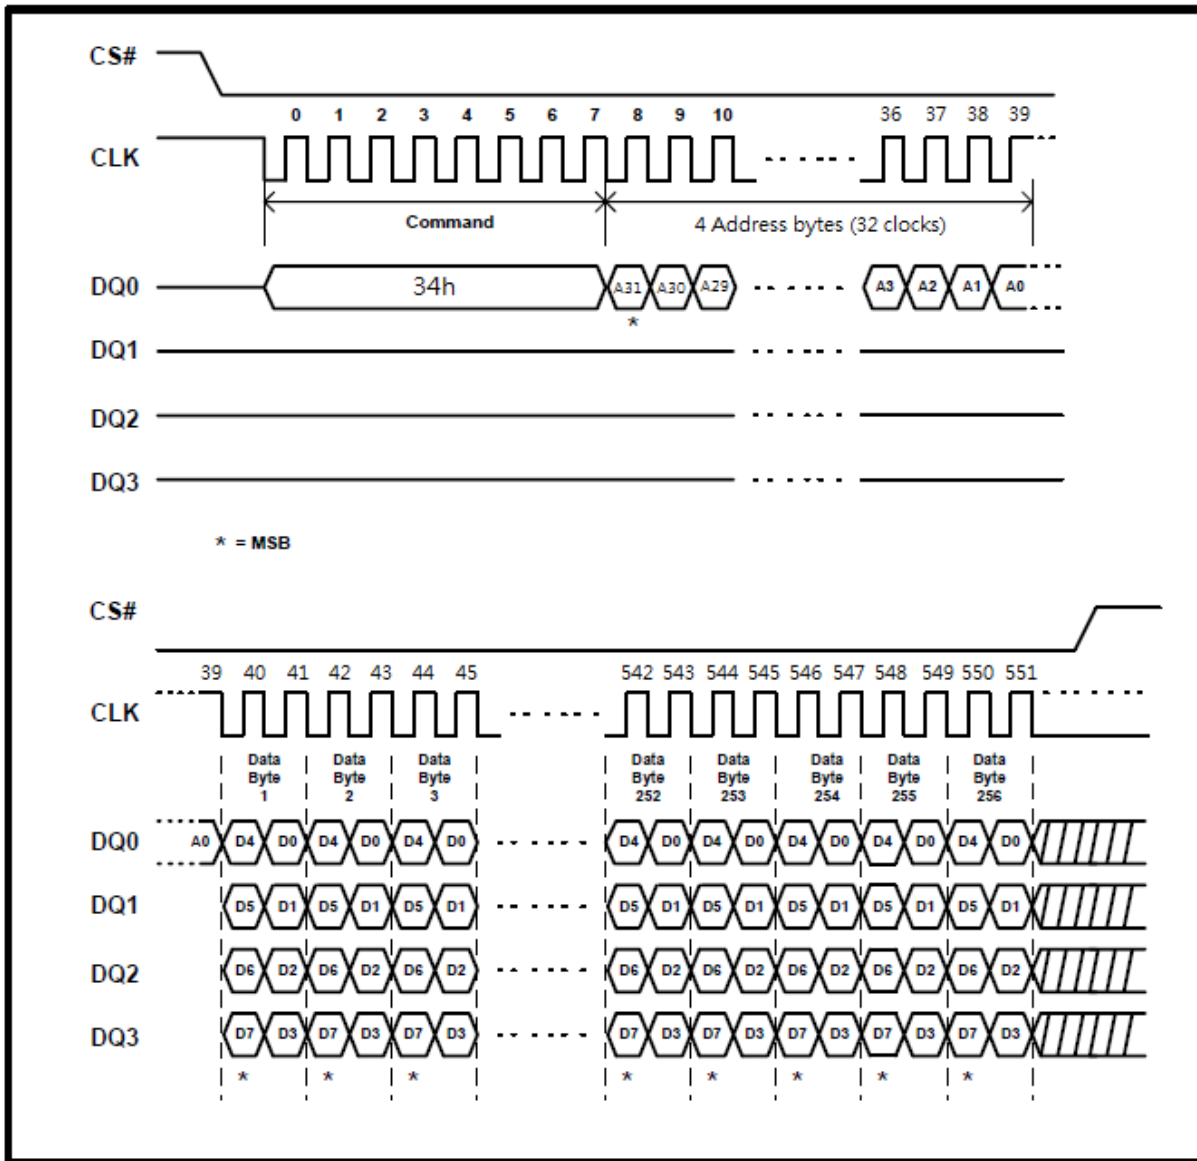 CS#
0 1 2 3 4 5 6 7 8 9 10 36 37 38 39
CLK
Command 4 Address bytes (32 clocks)
DQ0 34h A31 A30 A29 A3 A2 A1 A0
*
DQ1
DQ2
DQ3
* = MSB
CS#
39 40 41 42 43 44 45 542 543 544 545 546 547 548 549 550 551
CLK
Data Data Data Data Data Data Data Data
Byte Byte Byte Byte Byte Byte Byte Byte
1 2 3 252 253 254 255 256
DQ0 A0 D4 D0 D4 D0 D4 D0 D4 D0 D4 D0 D4 D0 D4 D0 D4 D0
DQ1 D5 D1 D5 D1 D5 D1 D5 D1 D5 D1 D5 D1 D5 D1 D5 D1
DQ2 D6 D2 D6 D2 D6 D2 D6 D2 D6 D2 D6 D2 D6 D2 D6 D2
DQ3 D7 D3 D7 D3 D7 D3 D7 D3 D7 D3 D7 D3 D7 D3 D7 D3
* * * * * * * *